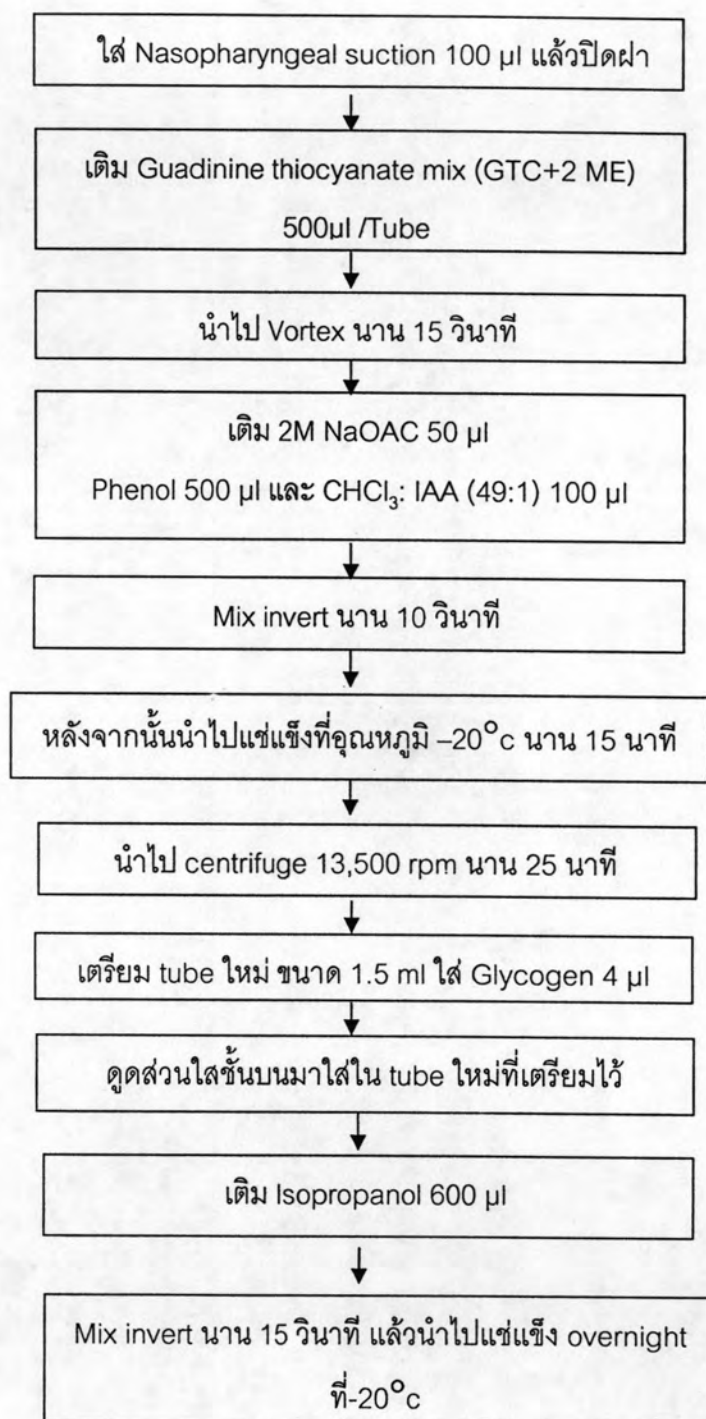 ใส่ Nasopharyngeal suction 100 µl แล้วปิดฝา
เติม Guadinine thiocyanate mix (GTC+2 ME)
500µl /Tube
นำไป Vortex นาน 15 วินาที
เติม 2M NaOAC 50 µl
Phenol 500 µl และ CHCl₃: IAA (49:1) 100 µl
Mix invert นาน 10 วินาที
หลังจากนั้นนำไปแช่แข็งที่อุณหภูมิ –20°c นาน 15 นาที
นำไป centrifuge 13,500 rpm นาน 25 นาที
เตรียม tube ใหม่ ขนาด 1.5 ml ใส่ Glycogen 4 µl
ดูดส่วนใสชั้นบนมาใส่ใน tube ใหม่ที่เตรียมไว้
เติม Isopropanol 600 µl
Mix invert นาน 15 วินาที แล้วนำไปแช่แข็ง overnight
ที่-20°c